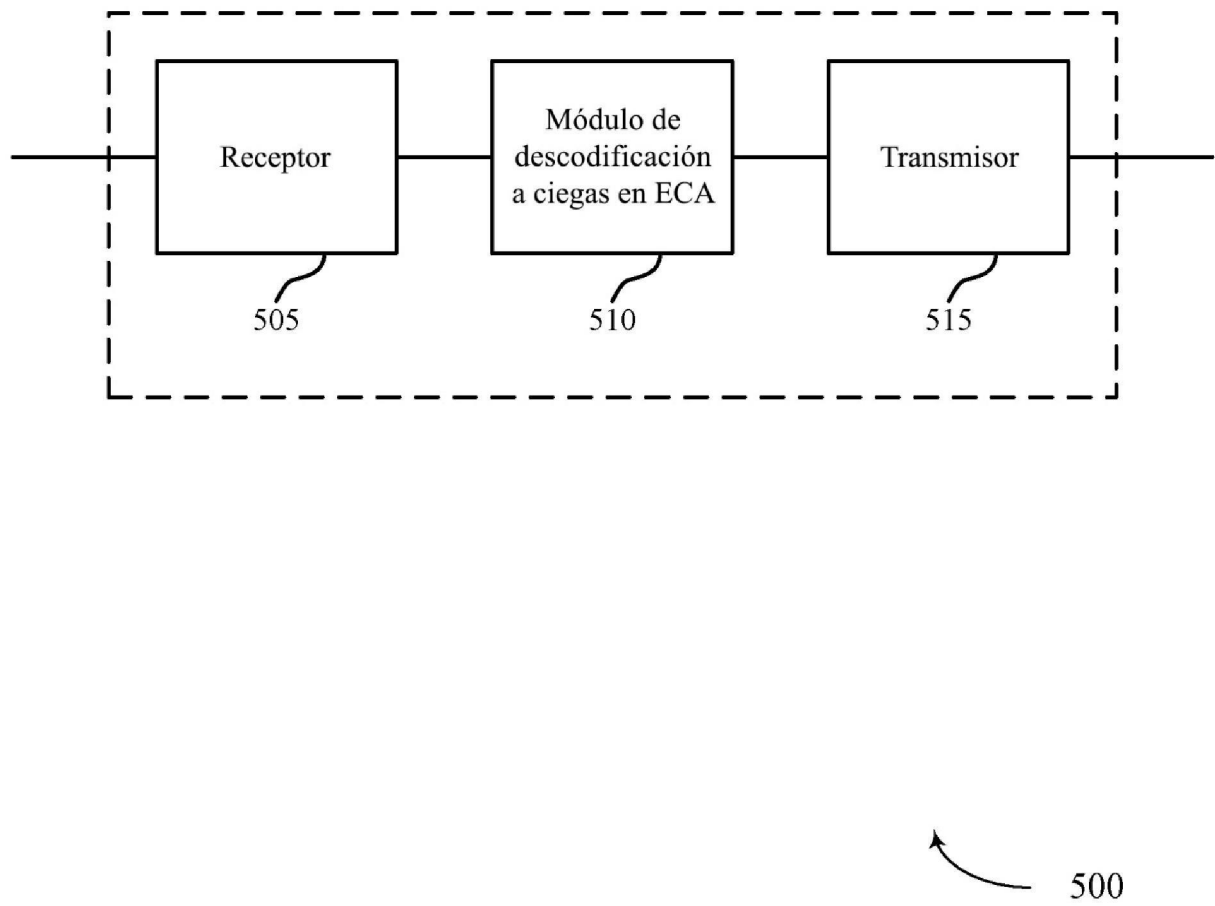 Receptor
Módulo de
descodificación
a ciegas en ECA
Transmisor
505
510
515
500